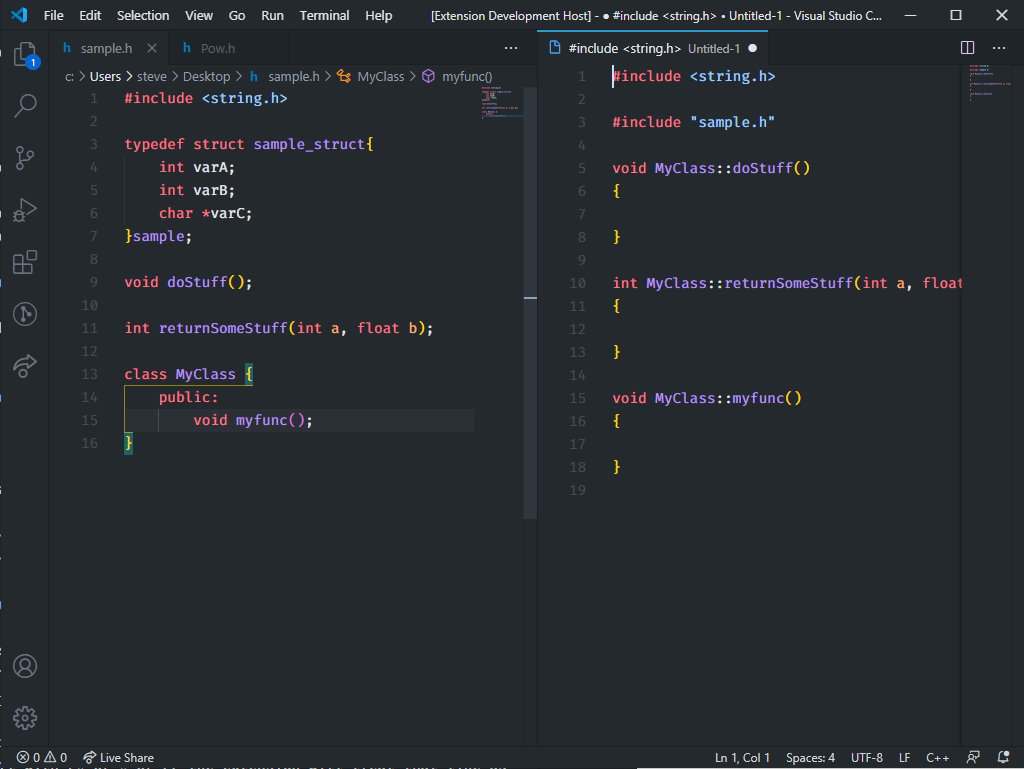 File Edit Selection View Go Run Terminal Help [Extension Development Host] - ● #include <string.h> • Untitled-1 - Visual Studio C...
h sample.h Pow.h
#include <string.h> Untitled-1
c: > Users > steve > Desktop > h sample.h > MyClass > myfunc()
1 #include <string.h>
2
3 typedef struct sample_struct{
4 int varA;
5 int varB;
6 char *varC;
7 }sample;
8
9 void doStuff();
10
11 int returnSomeStuff(int a, float b);
12
13 class MyClass {
14 public:
15 void myfunc();
16 }
1 #include <string.h>
2
3 #include "sample.h"
4
5 void MyClass::doStuff()
6 {
7
8 }
9
10 int MyClass::returnSomeStuff(int a, float
11 {
12
13 }
14
15 void MyClass::myfunc()
16 {
17
18 }
19
1
0 0 Live Share
Ln 1, Col 1 Spaces: 4 UTF-8 LF C++